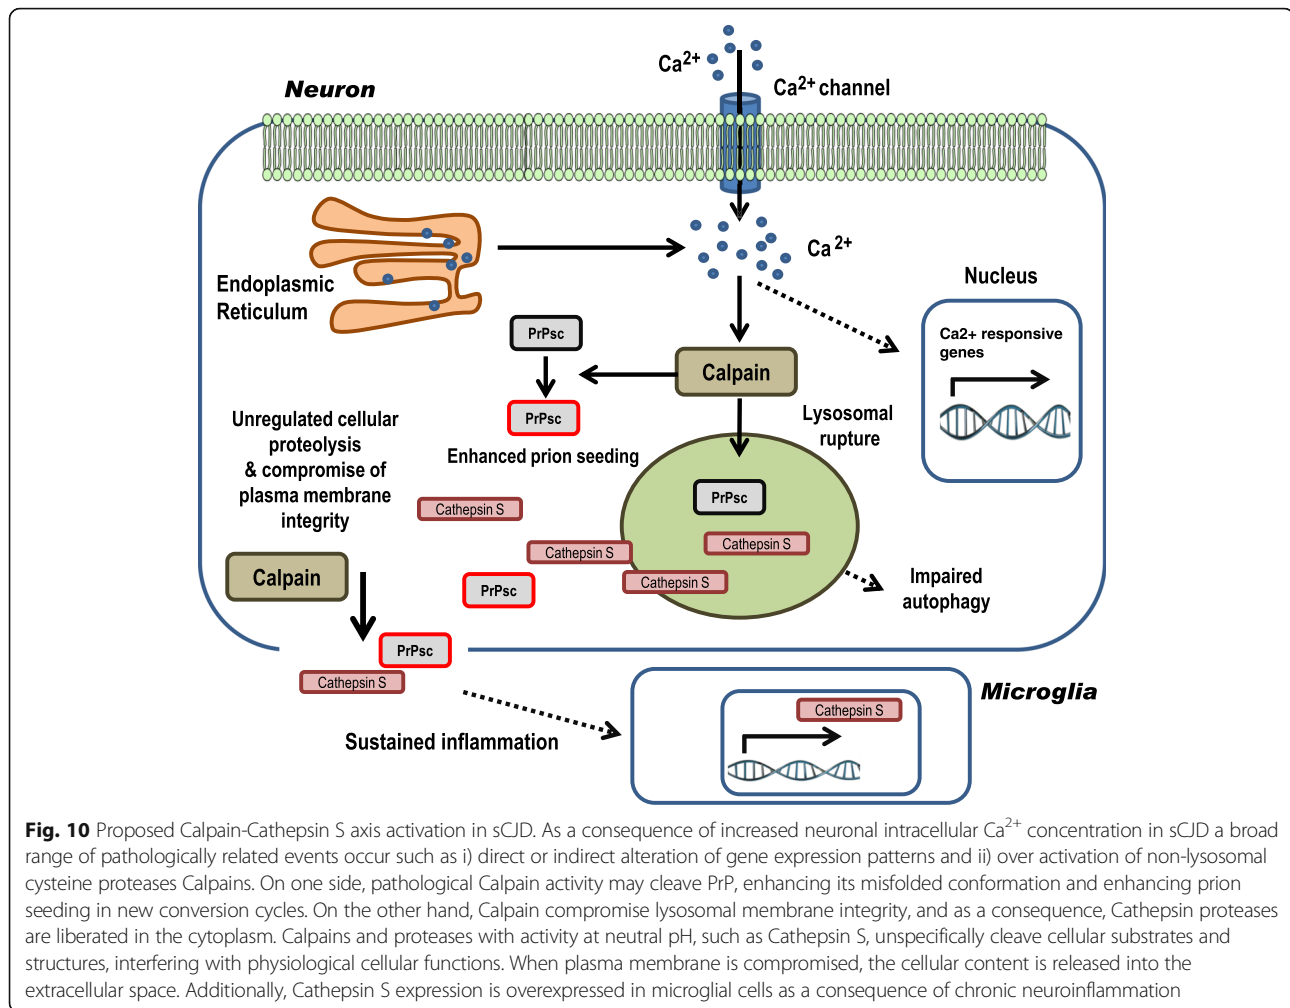 Ca2+
Ca2+ channel
Neuron
Ca 2+
Endoplasmic
Reticulum
Nucleus
Ca2+ responsive
genes
PrPsc
Calpain
PrPsc
Enhanced prion seeding
Lysosomal
rupture
Unregulated cellular
proteolysis
& compromise of
plasma membrane
integrity
PrPsc
Cathepsin S
Cathepsin S
Cathepsin S
Cathepsin S
Calpain
PrPsc
Impaired
autophagy
PrPsc
Cathepsin S
Microglia
Cathepsin S
Sustained inflammation
Fig. 10 Proposed Calpain-Cathepsin S axis activation in sCJD. As a consequence of increased neuronal intracellular Ca2+ concentration in sCJD a broad
range of pathologically related events occur such as i) direct or indirect alteration of gene expression patterns and ii) over activation of non-lysosomal
cysteine proteases Calpains. On one side, pathological Calpain activity may cleave PrP, enhancing its misfolded conformation and enhancing prion
seeding in new conversion cycles. On the other hand, Calpain compromise lysosomal membrane integrity, and as a consequence, Cathepsin proteases
are liberated in the cytoplasm. Calpains and proteases with activity at neutral pH, such as Cathepsin S, unspecifically cleave cellular substrates and
structures, interfering with physiological cellular functions. When plasma membrane is compromised, the cellular content is released into the
extracellular space. Additionally, Cathepsin S expression is overexpressed in microglial cells as a consequence of chronic neuroinflammation